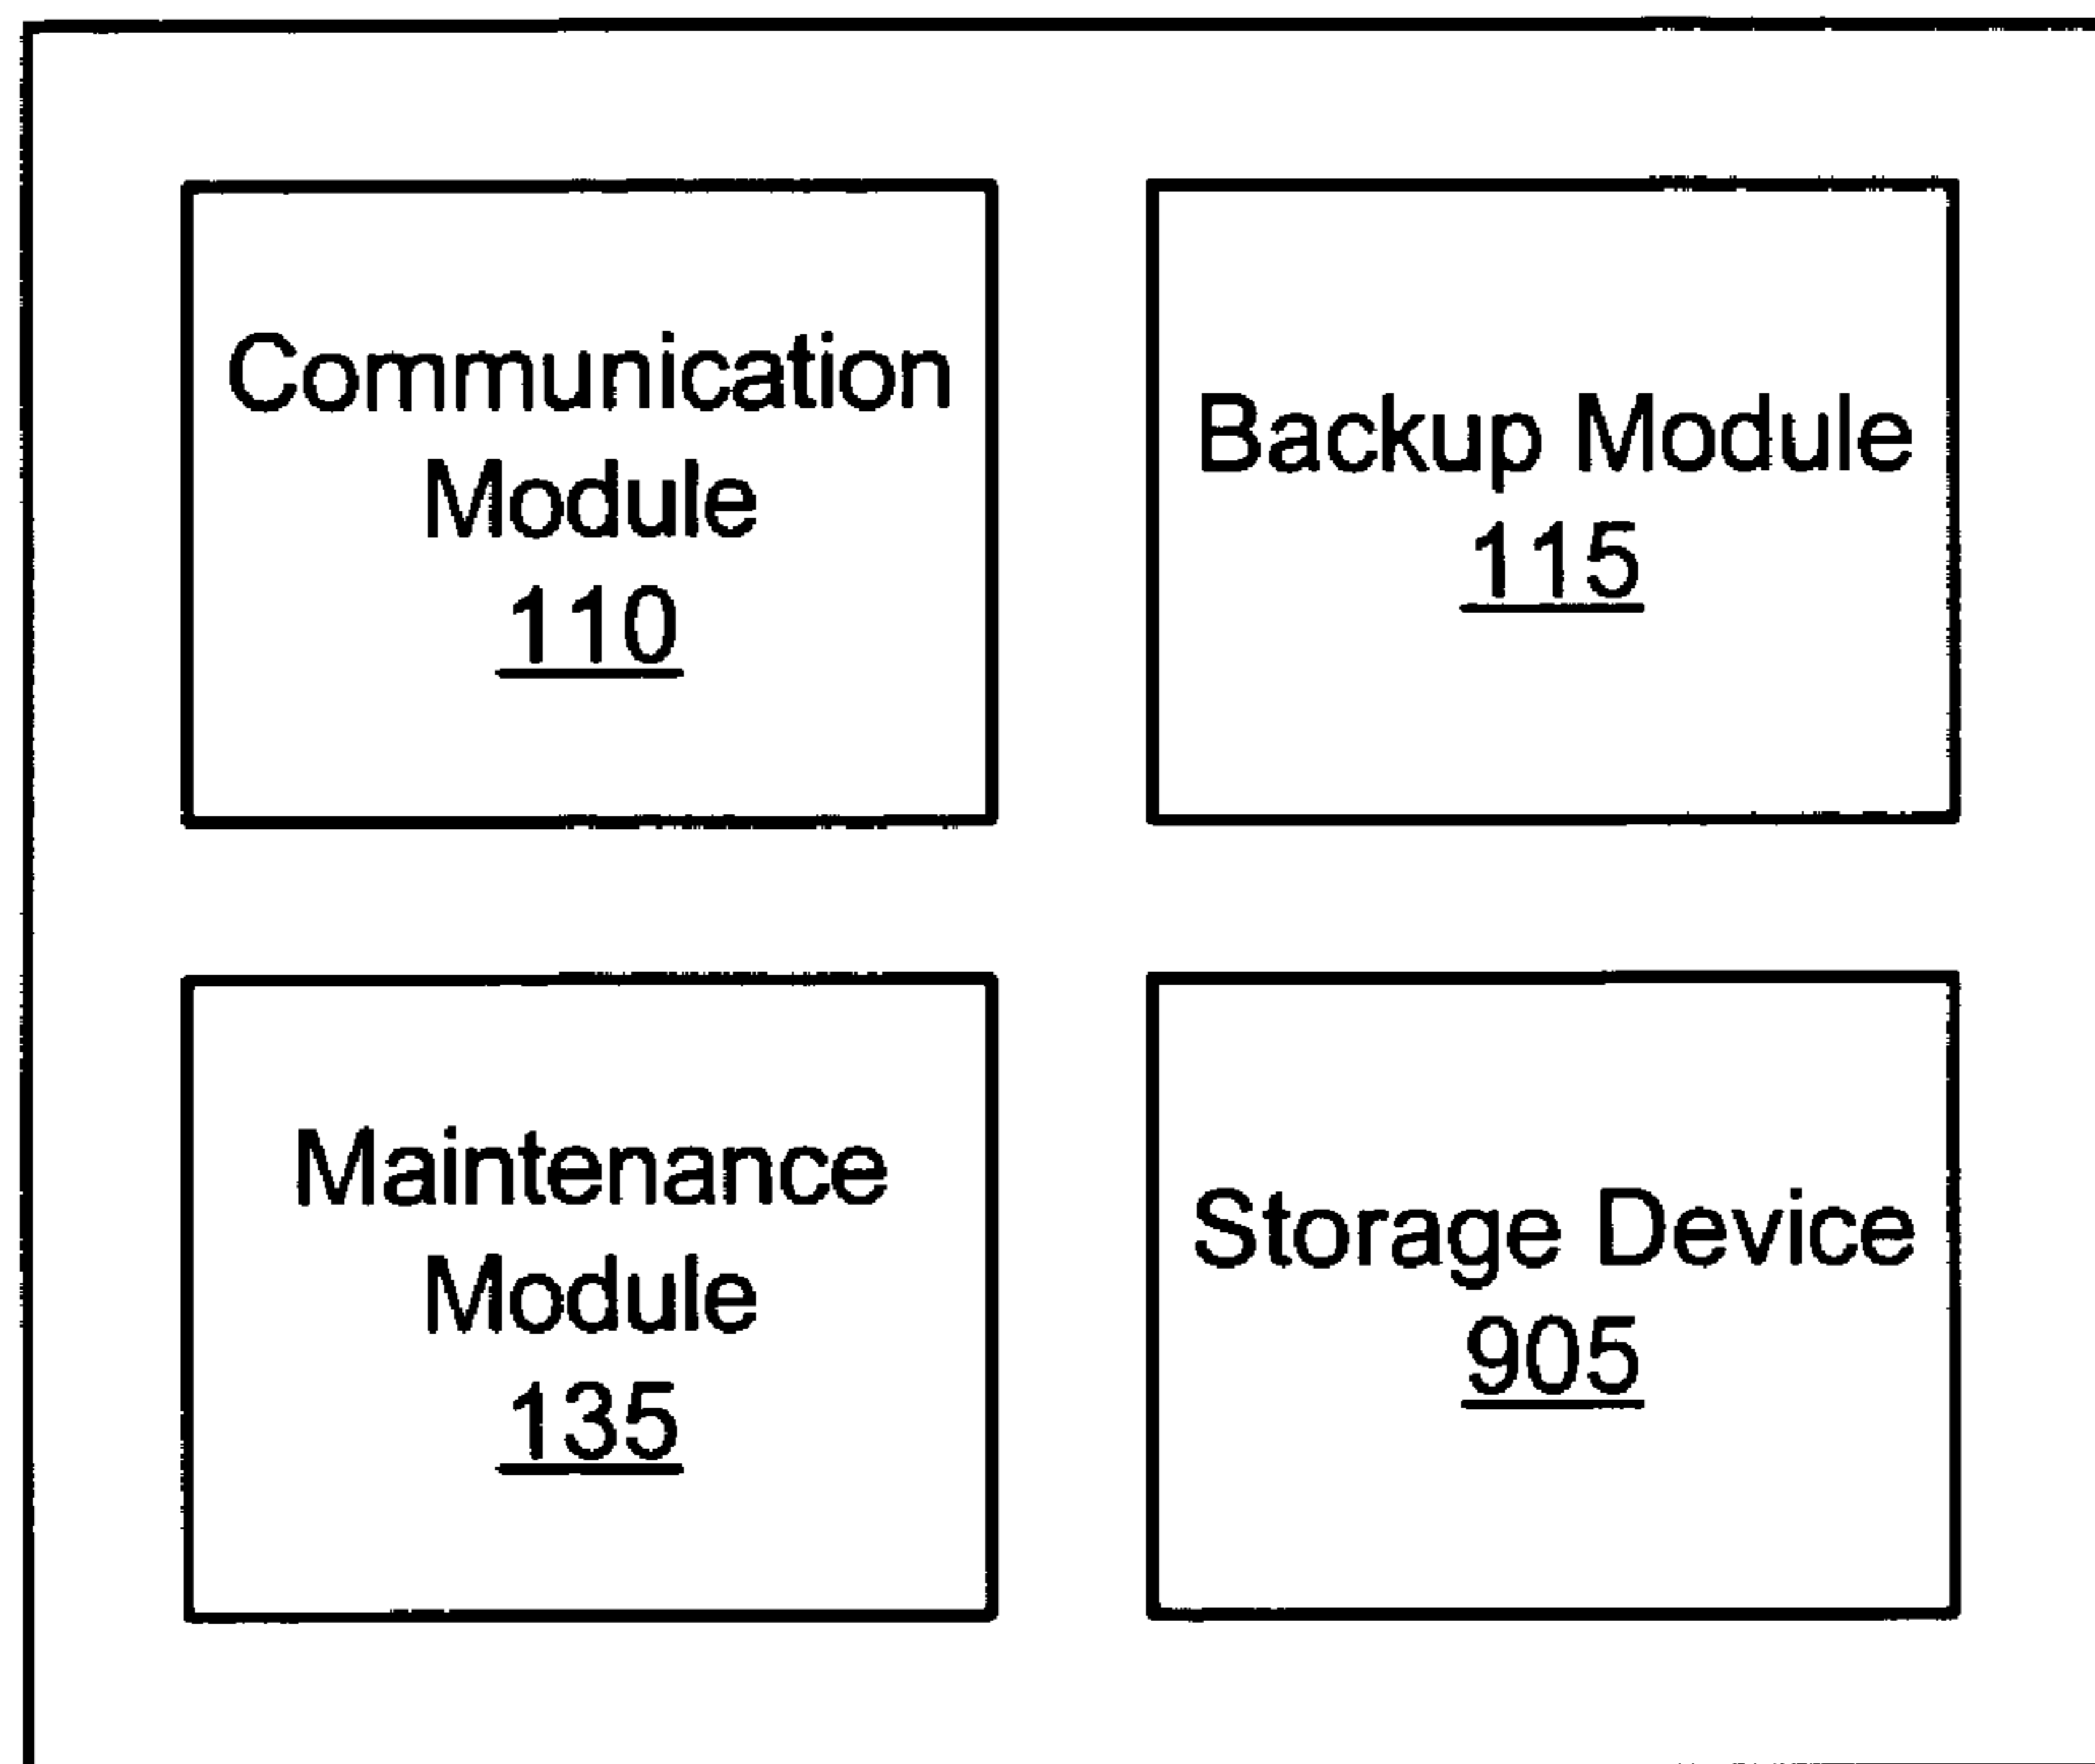 Communication
Module
110
Backup Module
115
Maintenance
Module
135
Storage Device
905